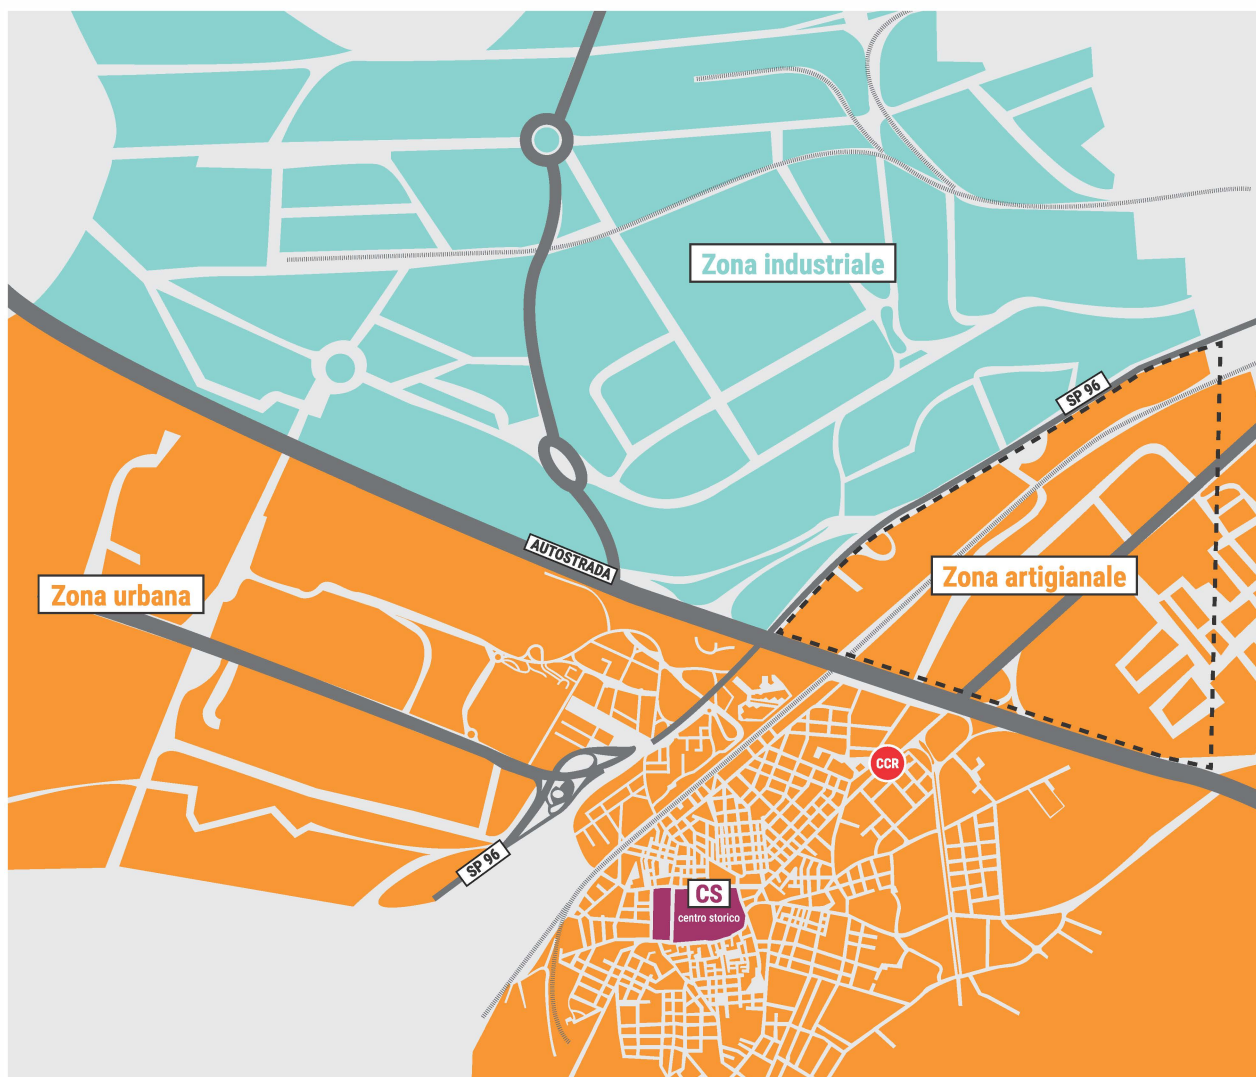 Zona industriale
SP 96
AUTOSTRADA
Zona artigianale
Zona urbana
CCR
SP 96
CS
centro storico